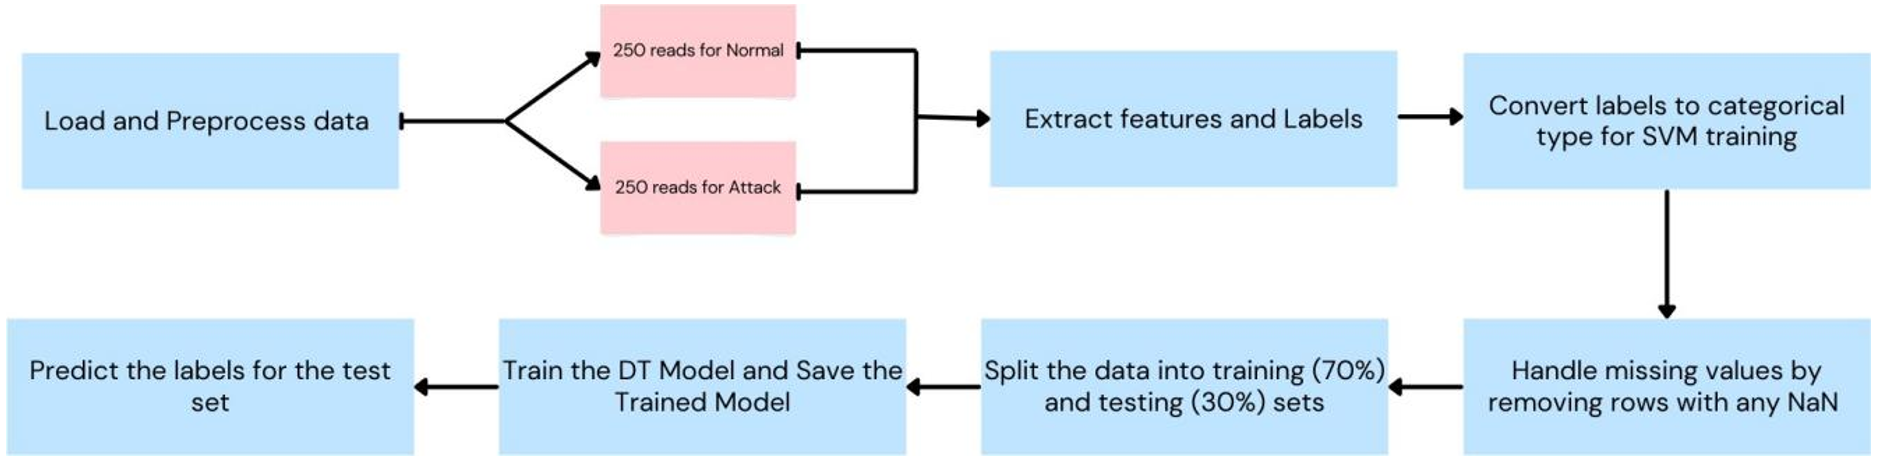 Load and Preprocess data
250 reads for Normal
250 reads for Attack
Extract features and Labels
Convert labels to categorical
type for SVM training
Handle missing values by
removing rows with any NaN
Split the data into training (70%)
and testing (30%) sets
Train the DT Model and Save the
Trained Model
Predict the labels for the test
set